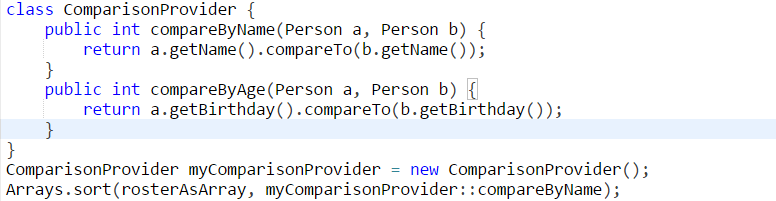 class ComparisonProvider {
    public int compareByName(Person a, Person b) {
        return a.getName().compareTo(b.getName());
    }
    public int compareByAge(Person a, Person b) {
        return a.getBirthday().compareTo(b.getBirthday());
    }
}
ComparisonProvider myComparisonProvider = new ComparisonProvider();
Arrays.sort(rosterAsArray, myComparisonProvider::compareByName);